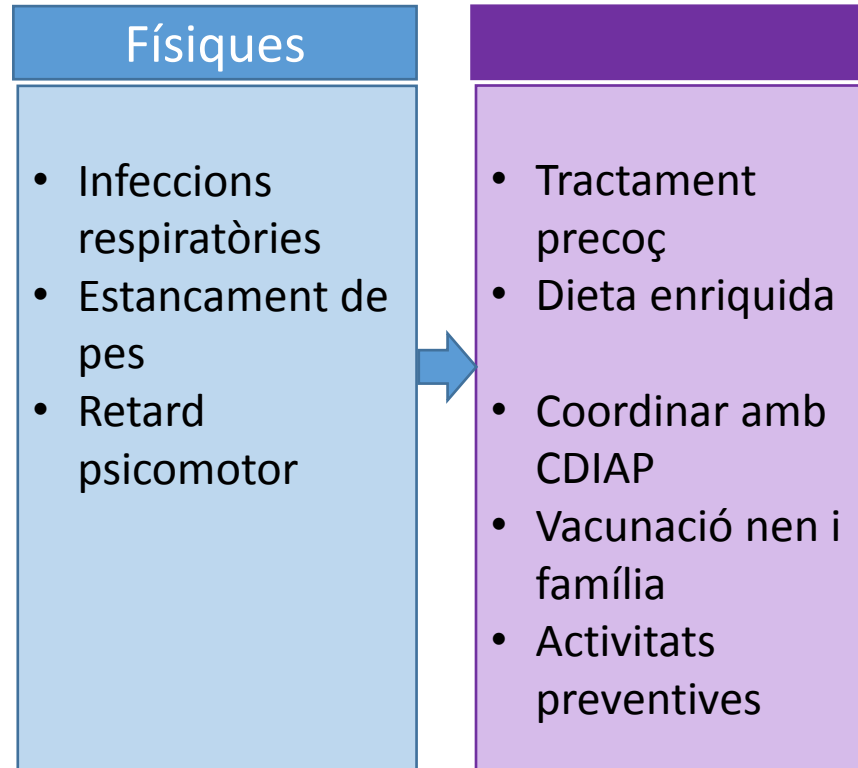 Físiques
• Infeccions
respiratòries
• Estancament de
pes
• Retard
psicomotor
• Tractament
precoç
• Dieta enriquida
• Coordinar amb
CDIAP
• Vacunació nen i
família
• Activitats
preventives